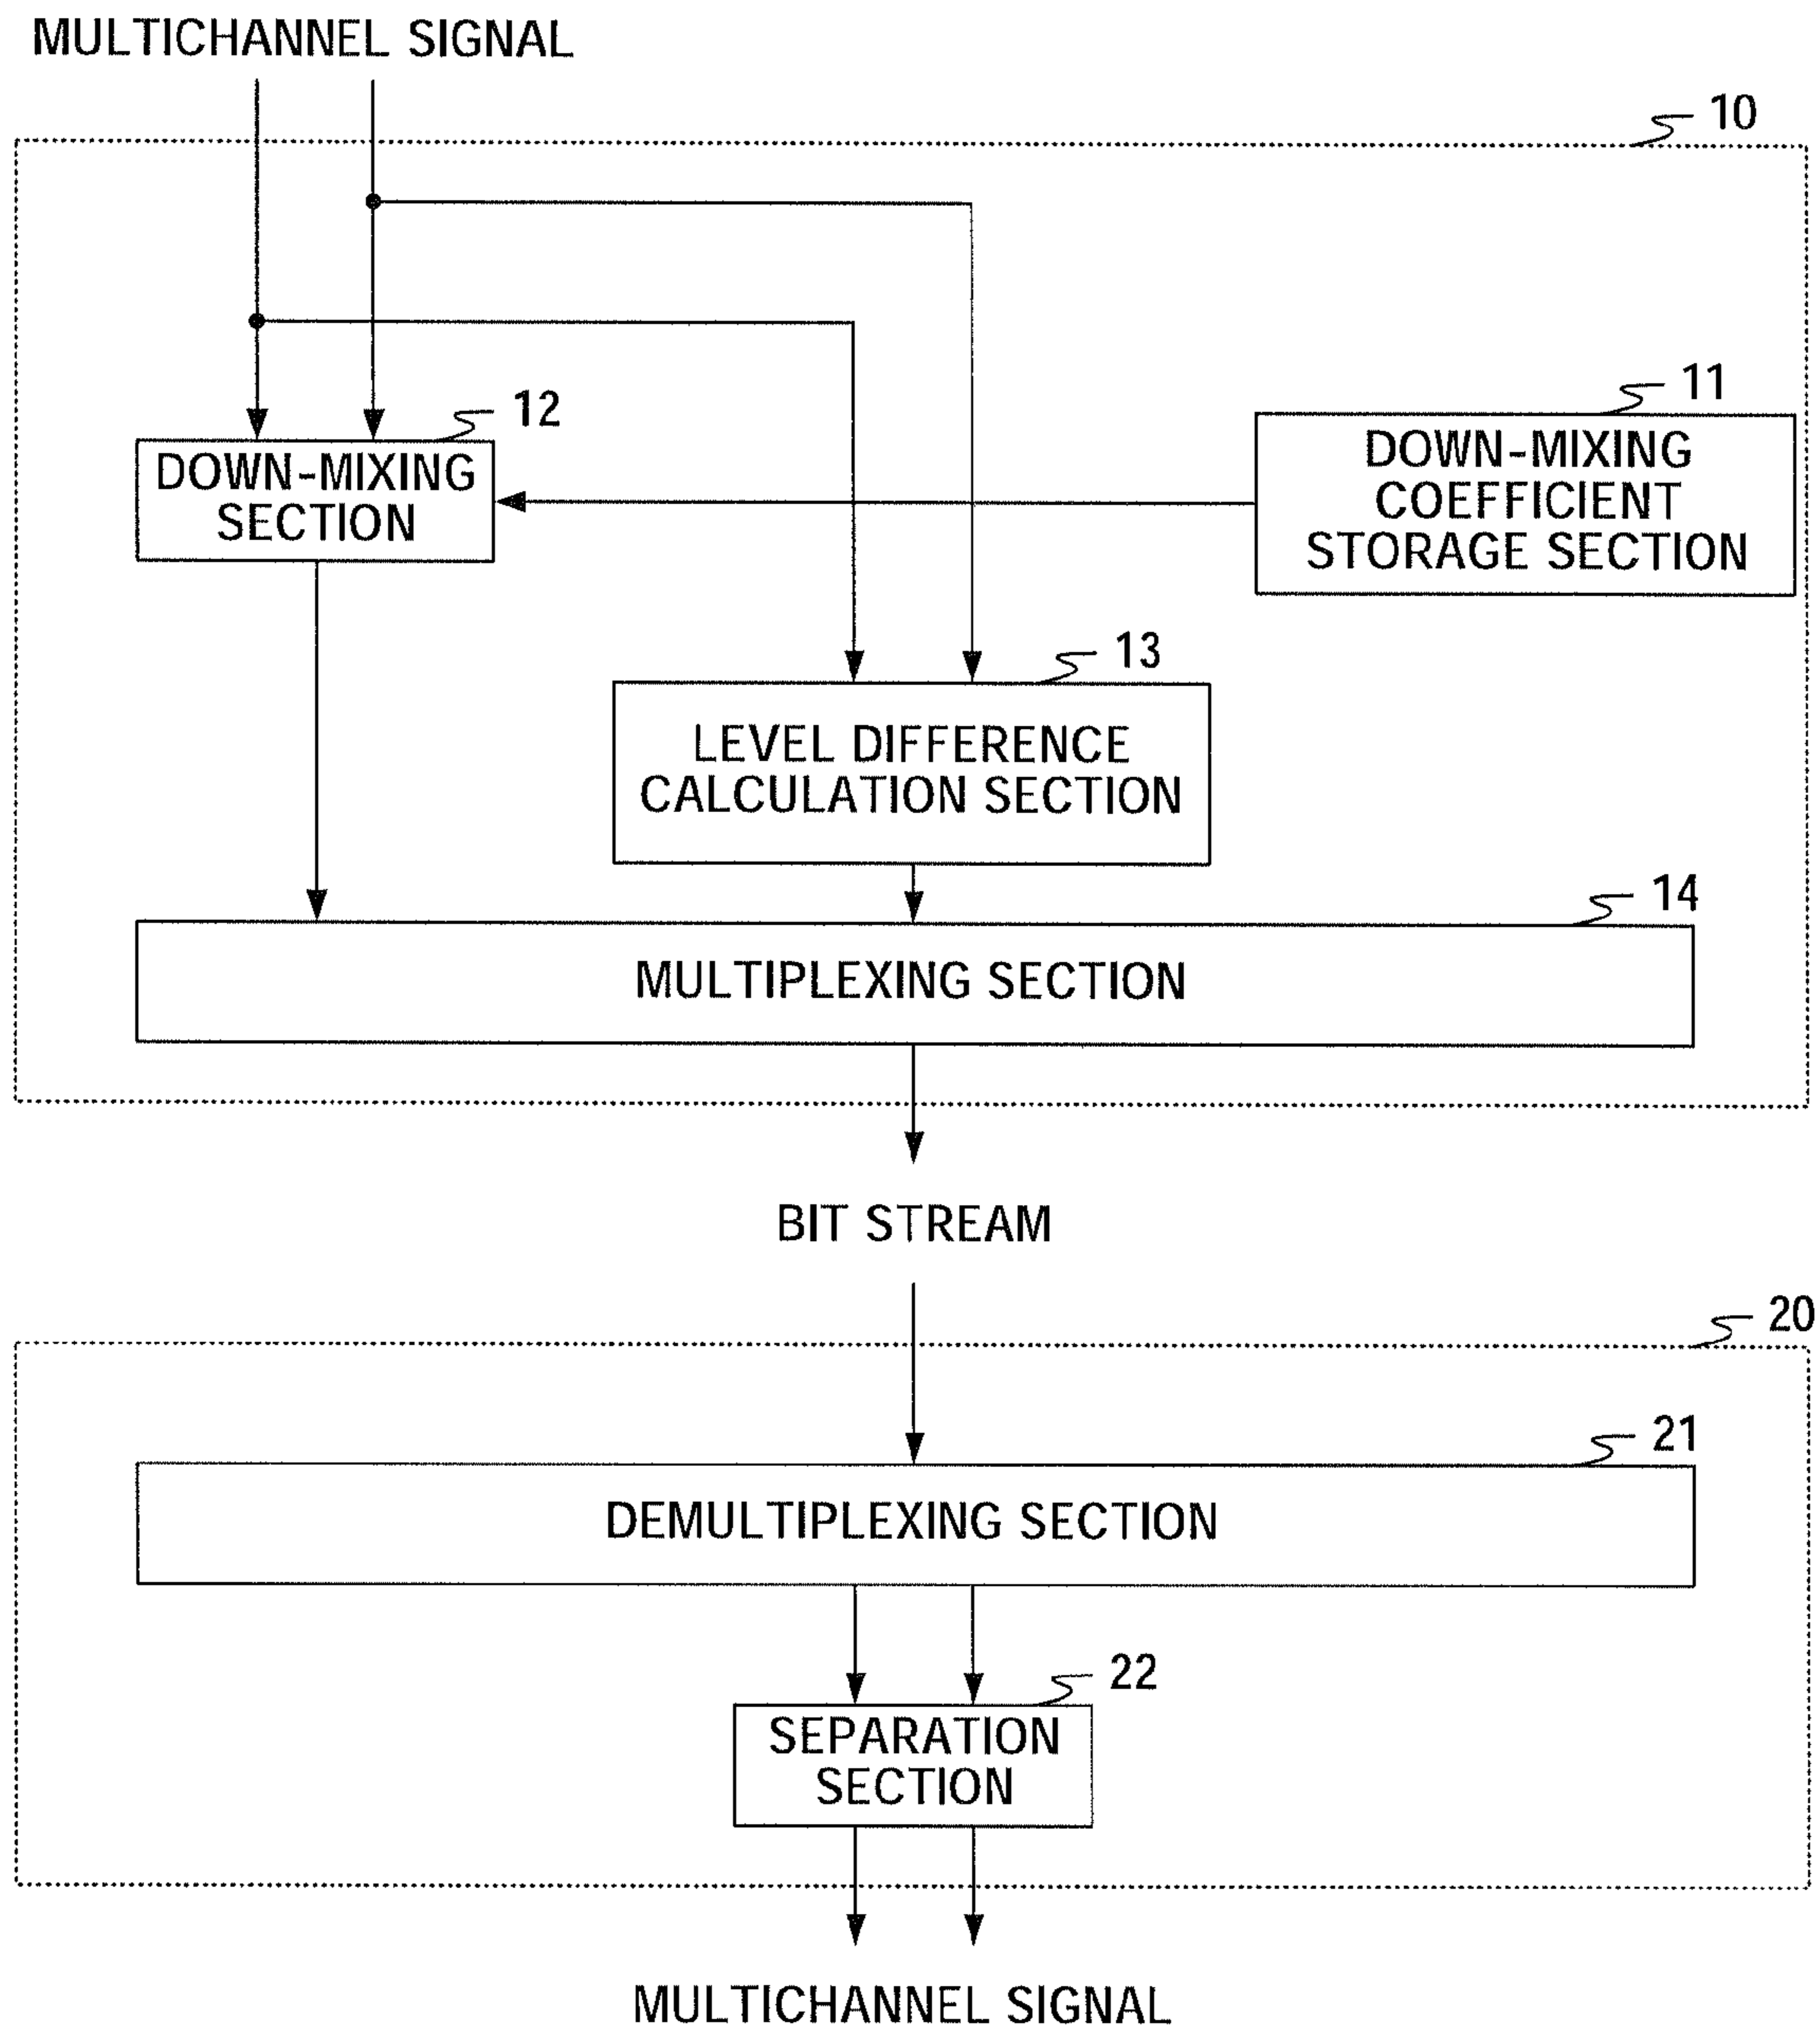 MULTICHANNEL SIGNAL
10
12
DOWN-MIXING
SECTION
11
DOWN-MIXING
COEFFICIENT
STORAGE SECTION
13
LEVEL DIFFERENCE
CALCULATION SECTION
14
MULTIPLEXING SECTION
BIT STREAM
20
21
DEMULTIPLEXING SECTION
22
SEPARATION
SECTION
MULTICHANNEL SIGNAL